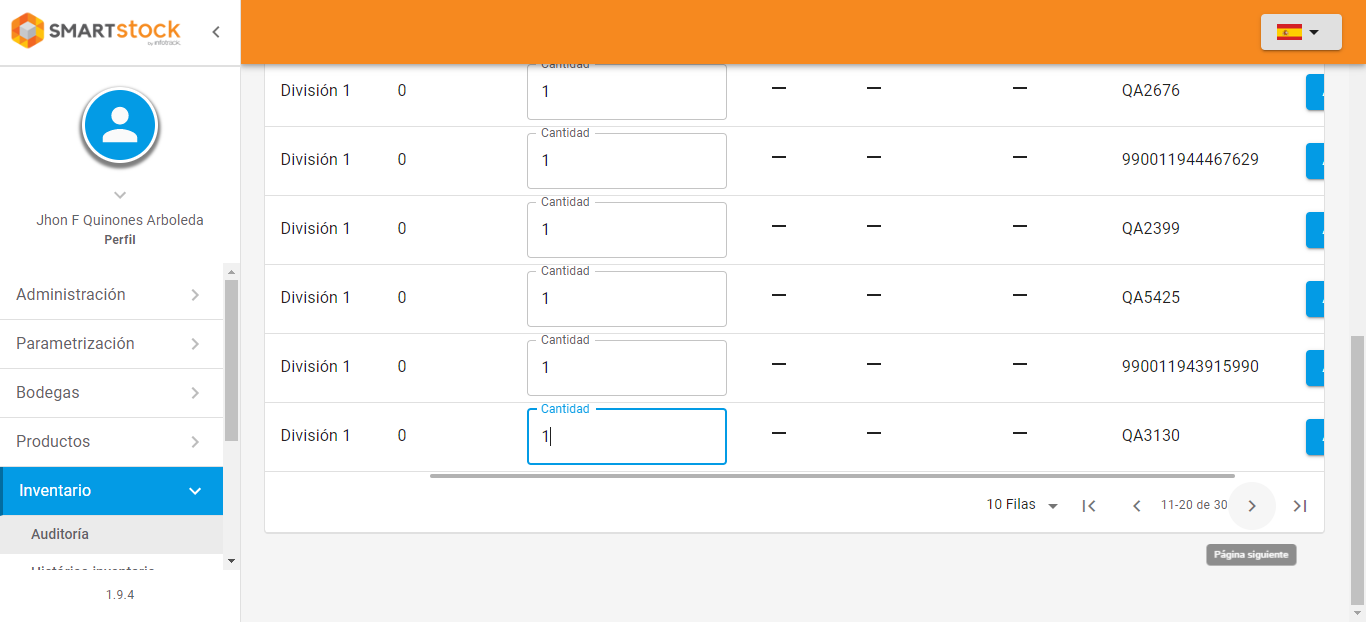 SMARTstock
by infotrack.
Jhon F Quinones Arboleda
Perfil
Administración
Parametrización
Bodegas
Productos
Inventario
Auditoría
Histórico inventario
1.9.4
Cantidad
División 1 0 1 — — — QA2676
Cantidad
División 1 0 1 — — — 990011944467629
Cantidad
División 1 0 1 — — — QA2399
Cantidad
División 1 0 1 — — — QA5425
Cantidad
División 1 0 1 — — — 990011943915990
Cantidad
División 1 0 1 — — — QA3130
10 Filas 11-20 de 30
Página siguiente